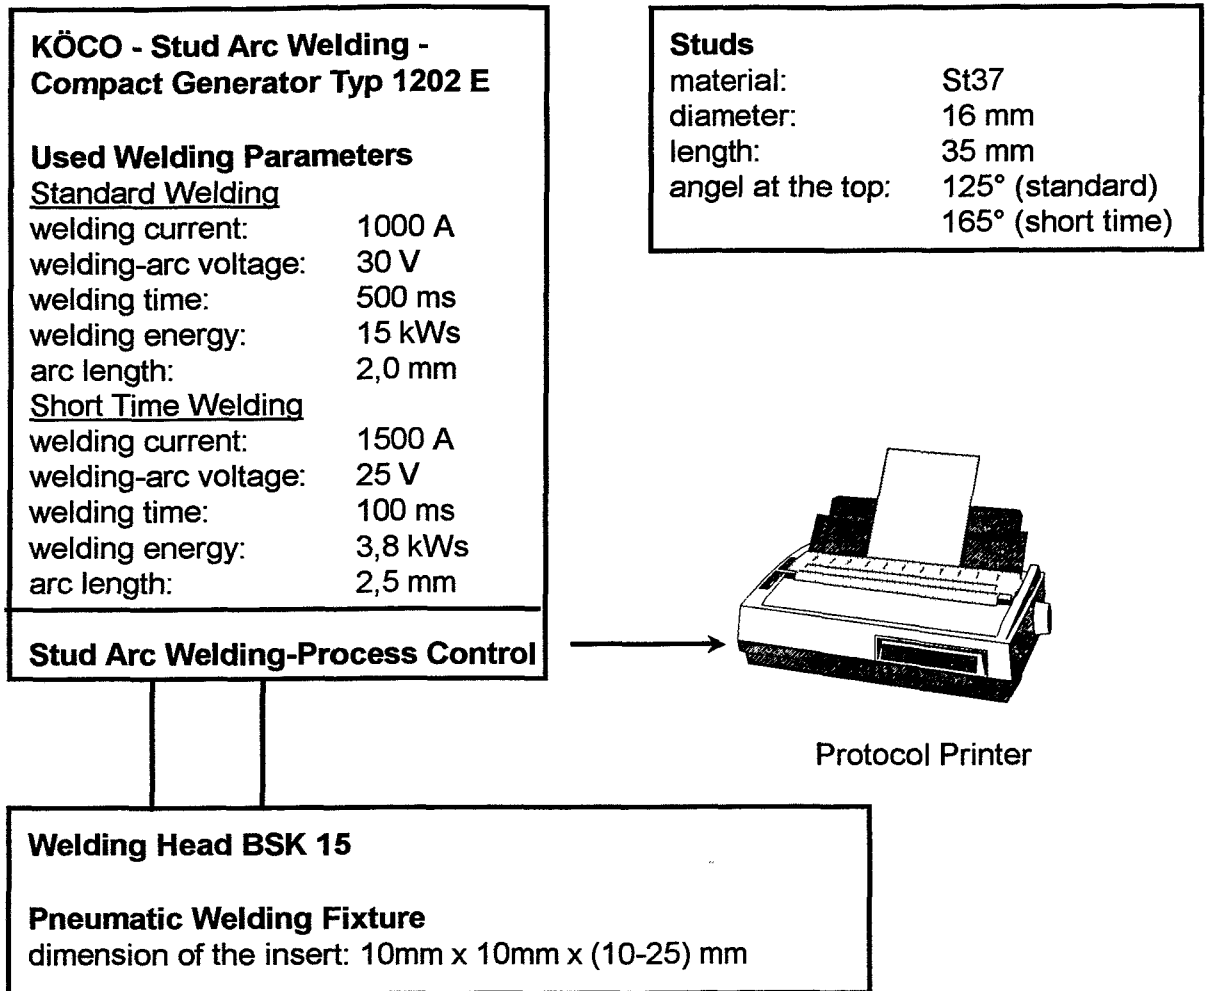 KÖCO - Stud Arc Welding -
Compact Generator Typ 1202 E
Used Welding Parameters
Standard Welding
welding current: 1000 A
welding-arc voltage: 30 V
welding time: 500 ms
welding energy: 15 kWs
arc length: 2,0 mm
Short Time Welding
welding current: 1500 A
welding-arc voltage: 25 V
welding time: 100 ms
welding energy: 3,8 kWs
arc length: 2,5 mm
Stud Arc Welding-Process Control
Studs
material: St37
diameter: 16 mm
length: 35 mm
angel at the top: 125° (standard)
165° (short time)
Protocol Printer
Welding Head BSK 15
Pneumatic Welding Fixture
dimension of the insert: 10mm x 10mm x (10-25) mm